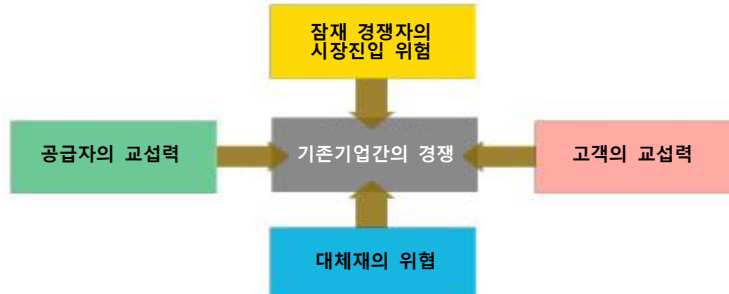 잠재 경쟁자의
시장진입 위험
공급자의 교섭력
기존기업간의 경쟁
고객의 교섭력
대체재의 위협